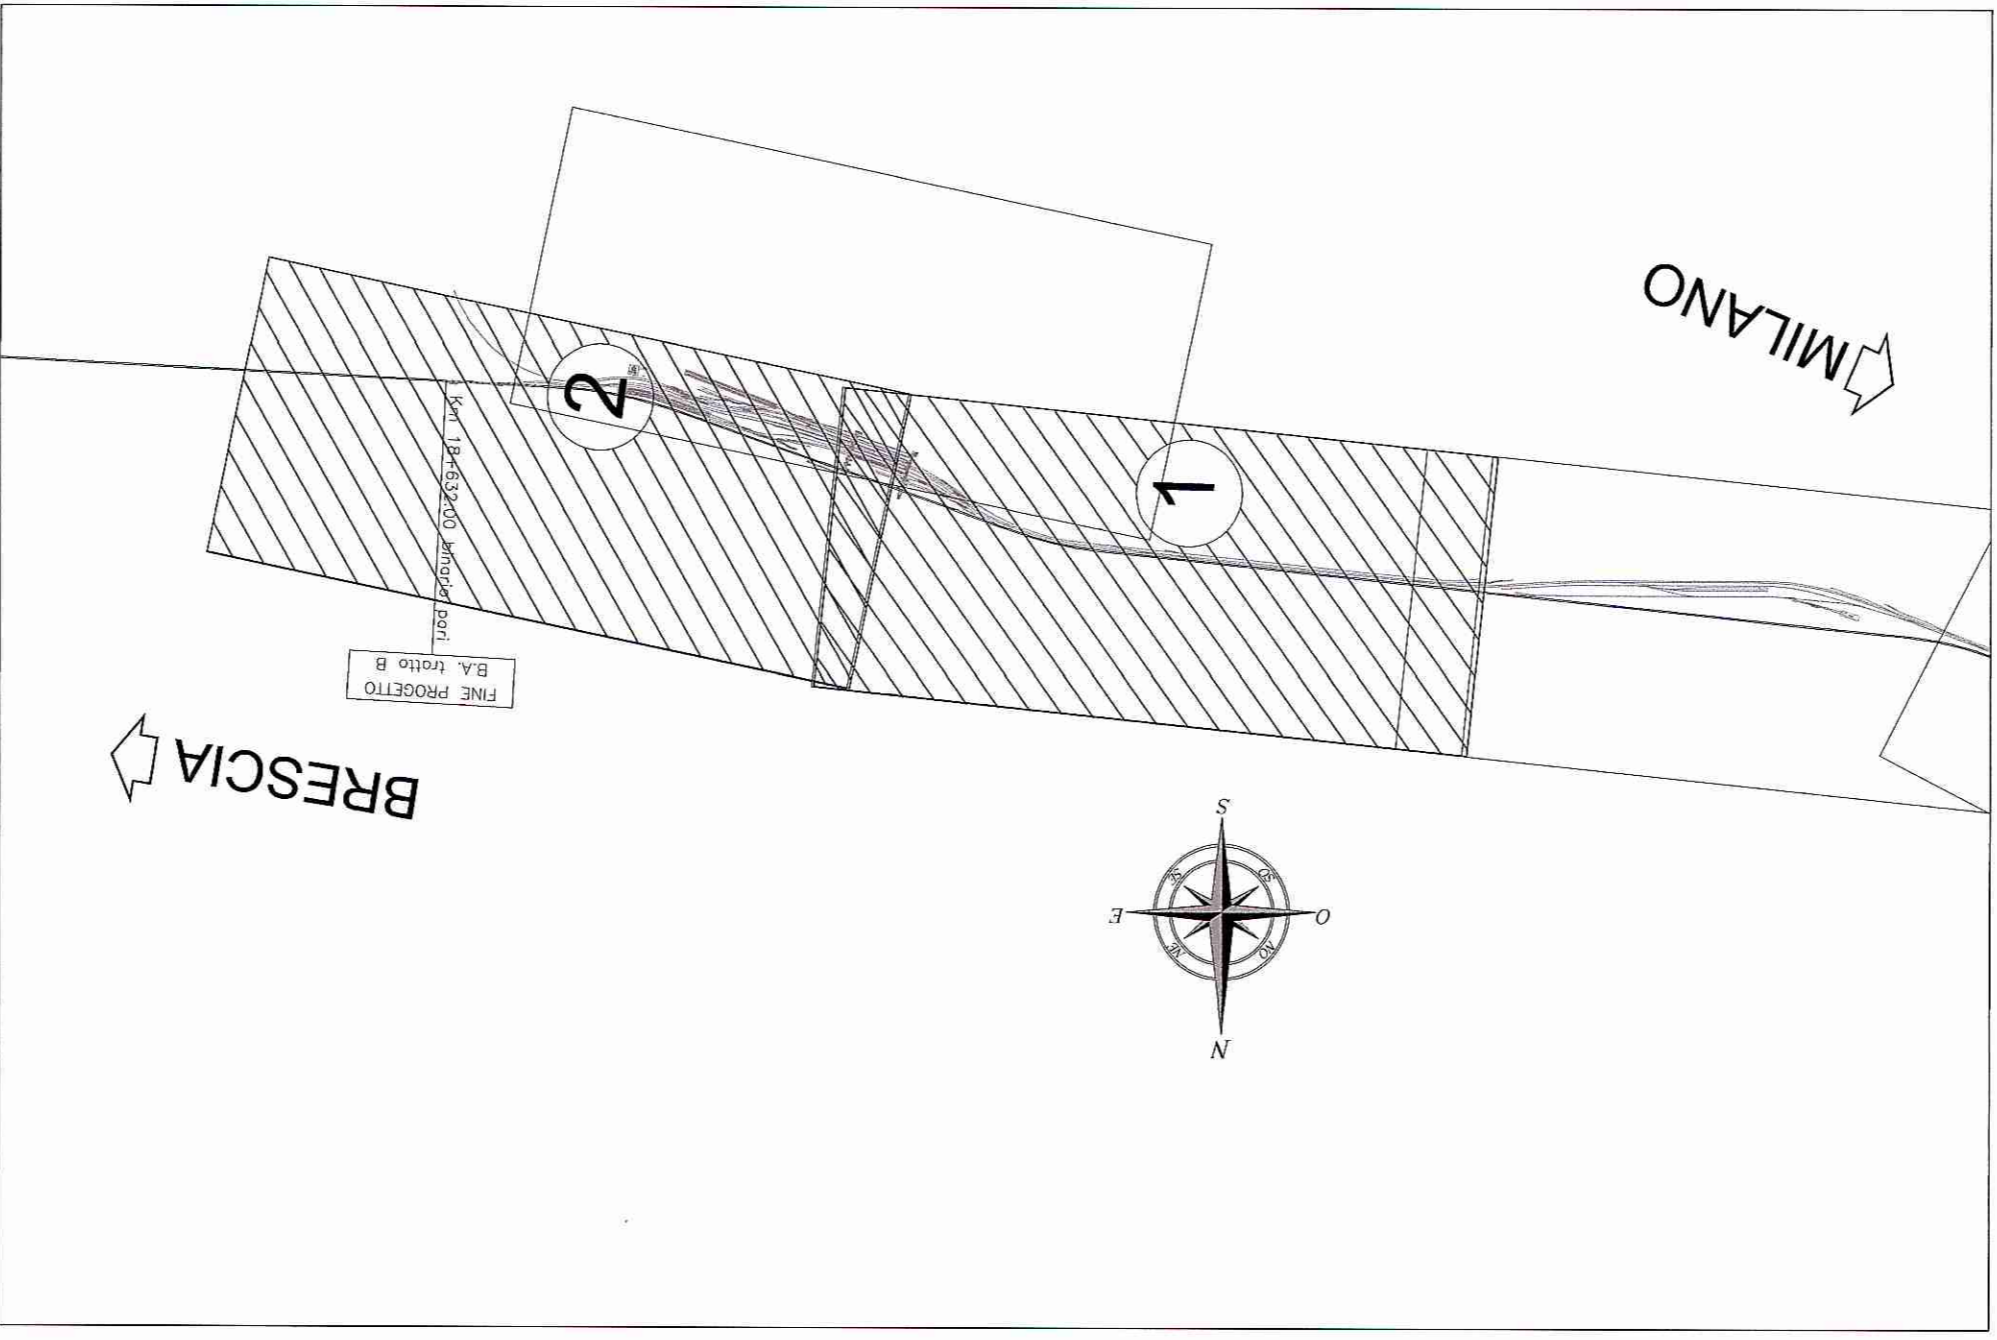 MILANO
2
1
Km 18+632.00 binario pari
FINE PROGETTO
B.A. tratto B
BRESCIA
S
SE
SO
E
O
NE
NO
N